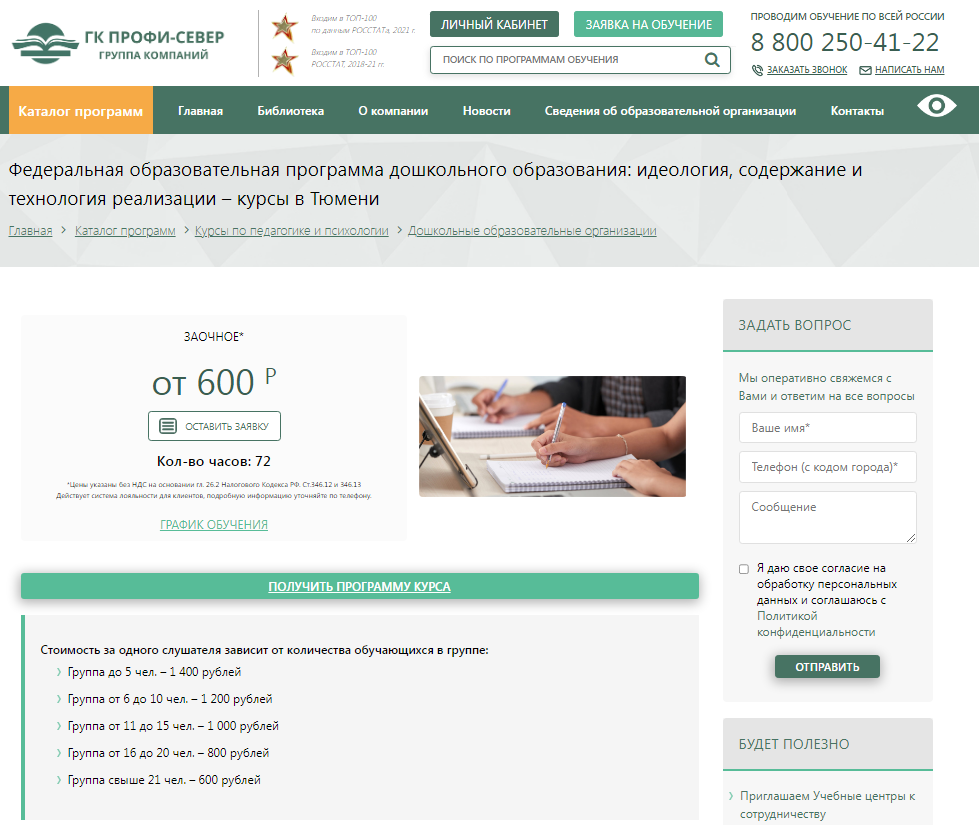 ГК ПРОФИ-СЕВЕР
ГРУППА КОМПАНИЙ
Входим в ТОП-100
по данным РОССТАТа, 2021 г.
Входим в ТОП-100
РОССТАТ, 2018-21 гг.
ЛИЧНЫЙ КАБИНЕТ
ЗАЯВКА НА ОБУЧЕНИЕ
ПОИСК ПО ПРОГРАММАМ ОБУЧЕНИЯ
ПРОВОДИМ ОБУЧЕНИЕ ПО ВСЕЙ РОССИИ
8 800 250-41-22
ЗАКАЗАТЬ ЗВОНОК
НАПИСАТЬ НАМ
Каталог программ
Главная
Библиотека
О компании
Новости
Сведения об образовательной организации
Контакты
Федеральная образовательная программа дошкольного образования: идеология, содержание и
технология реализации – курсы в Тюмени
Главная > Каталог программ > Курсы по педагогике и психологии > Дошкольные образовательные организации
ЗАОЧНОЕ*
от 600 Р
ОСТАВИТЬ ЗАЯВКУ
Кол-во часов: 72
*Цены указаны без НДС на основании гл. 26.2 Налогового Кодекса РФ. Ст.346.12 и 346.13
Действует система лояльности для клиентов, подробную информацию уточняйте по телефону.
ГРАФИК ОБУЧЕНИЯ
ПОЛУЧИТЬ ПРОГРАММУ КУРСА
Стоимость за одного слушателя зависит от количества обучающихся в группе:
Группа до 5 чел. – 1 400 рублей
Группа от 6 до 10 чел. – 1 200 рублей
Группа от 11 до 15 чел. – 1 000 рублей
Группа от 16 до 20 чел. – 800 рублей
Группа свыше 21 чел. – 600 рублей
ЗАДАТЬ ВОПРОС
Мы оперативно свяжемся с
Вами и ответим на все вопросы
Ваше имя*
Телефон (с кодом города)*
Сообщение
Я даю свое согласие на
обработку персональных
данных и соглашаюсь с
Политикой
конфиденциальности
ОТПРАВИТЬ
БУДЕТ ПОЛЕЗНО
Приглашаем Учебные центры к
сотрудничеству